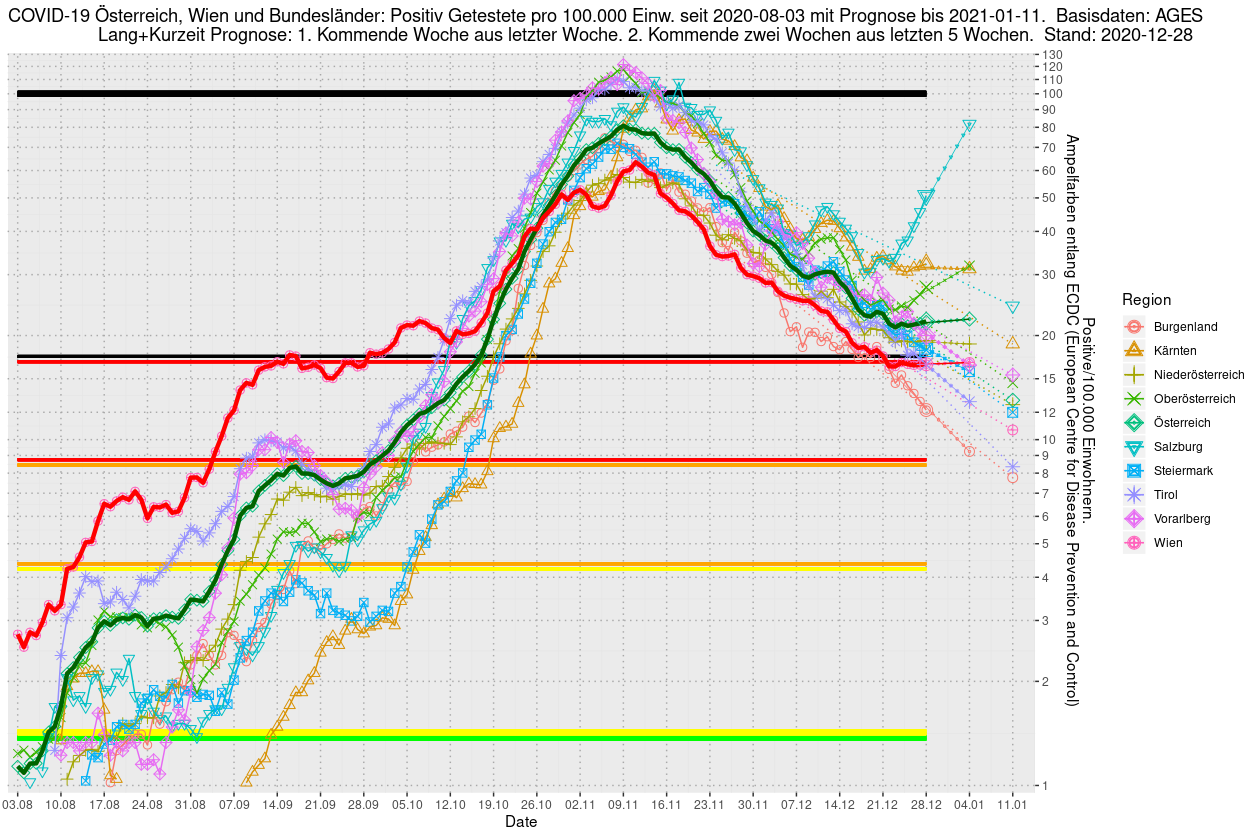 COVID-19 Österreich, Wien und Bundesländer: Positiv Getestete pro 100.000 Einw. seit 2020-08-03 mit Prognose bis 2021-01-11.  Basisdaten: AGES
Lang+Kurzeit Prognose: 1. Kommende Woche aus letzter Woche. 2. Kommende zwei Wochen aus letzten 5 Wochen.  Stand: 2020-12-28
130
120
110
100
90
80
70
60
50
40
30
20
15
12
10
9
8
7
6
5
4
3
2
1
Positive/100.000 Einwohnern.
Ampelfarben entlang ECDC (European Centre for Disease Prevention and Control)
03.08 10.08 17.08 24.08 31.08 07.09 14.09 21.09 28.09 05.10 12.10 19.10 26.10 02.11 09.11 16.11 23.11 30.11 07.12 14.12 21.12 28.12 04.01 11.01
Date
Region
Burgenland
Kärnten
Niederösterreich
Oberösterreich
Österreich
Salzburg
Steiermark
Tirol
Vorarlberg
Wien